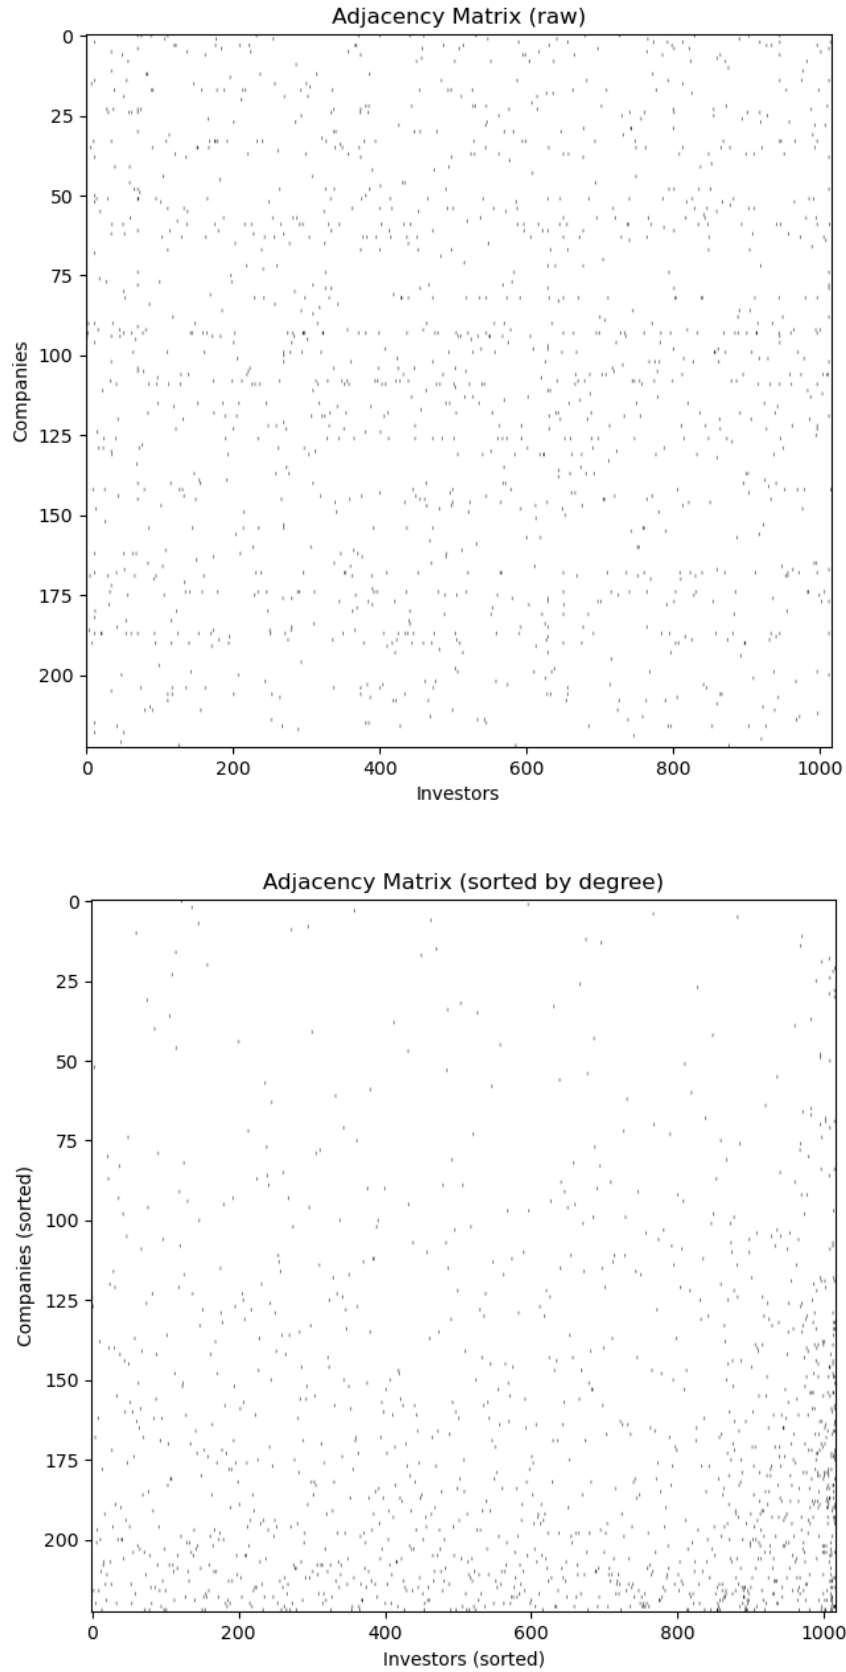 Adjacency Matrix (raw)
0
25
50
75
100
125
150
175
200
Companies
0 200 400 600 800 1000
Investors
Adjacency Matrix (sorted by degree)
0
25
50
75
100
125
150
175
200
Companies (sorted)
0 200 400 600 800 1000
Investors (sorted)